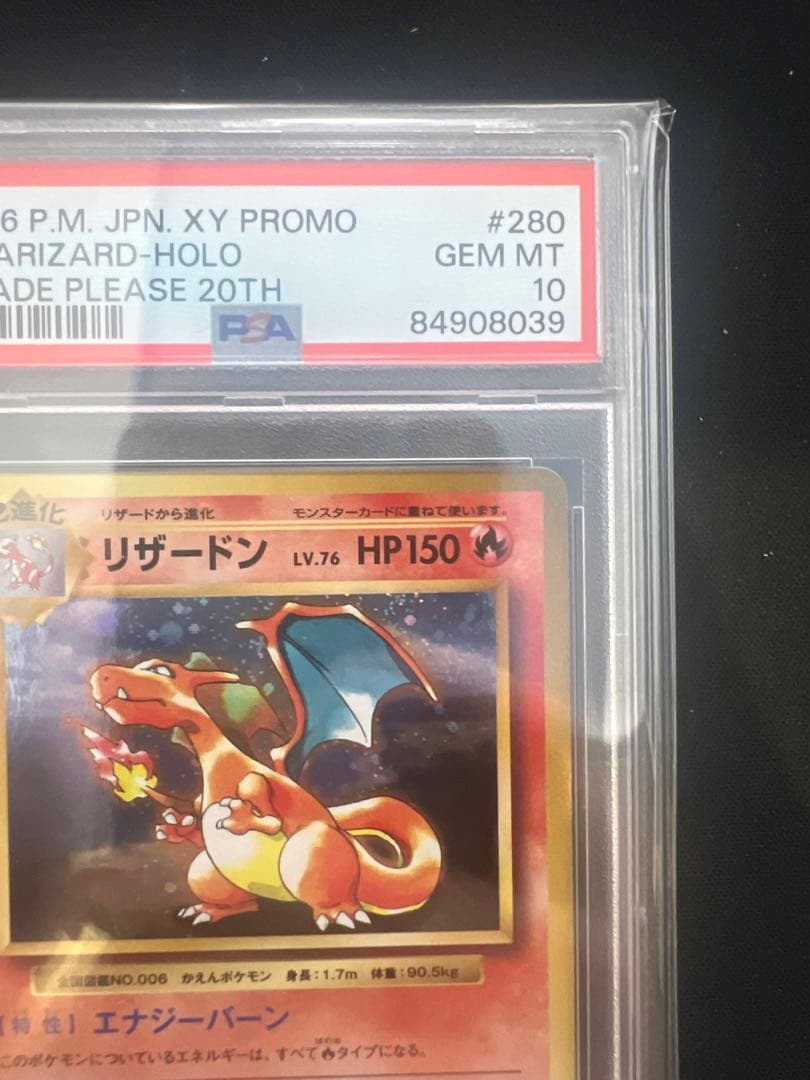 6 P.M. JPN. XY PROMO #280
ARIZARD-HOLO GEM MT
ADE PLEASE 20TH 10
PSA 84908039
進化 リザードから進化 モンスターカードに重ねて使います。
リザードン LV.76 HP150
全国図鑑NO.006 かえんポケモン 身長:1.7m 体重:90.5kg
[特性] エナジーバーン
このポケモンについているエネルギーは、すべてタイプになる。